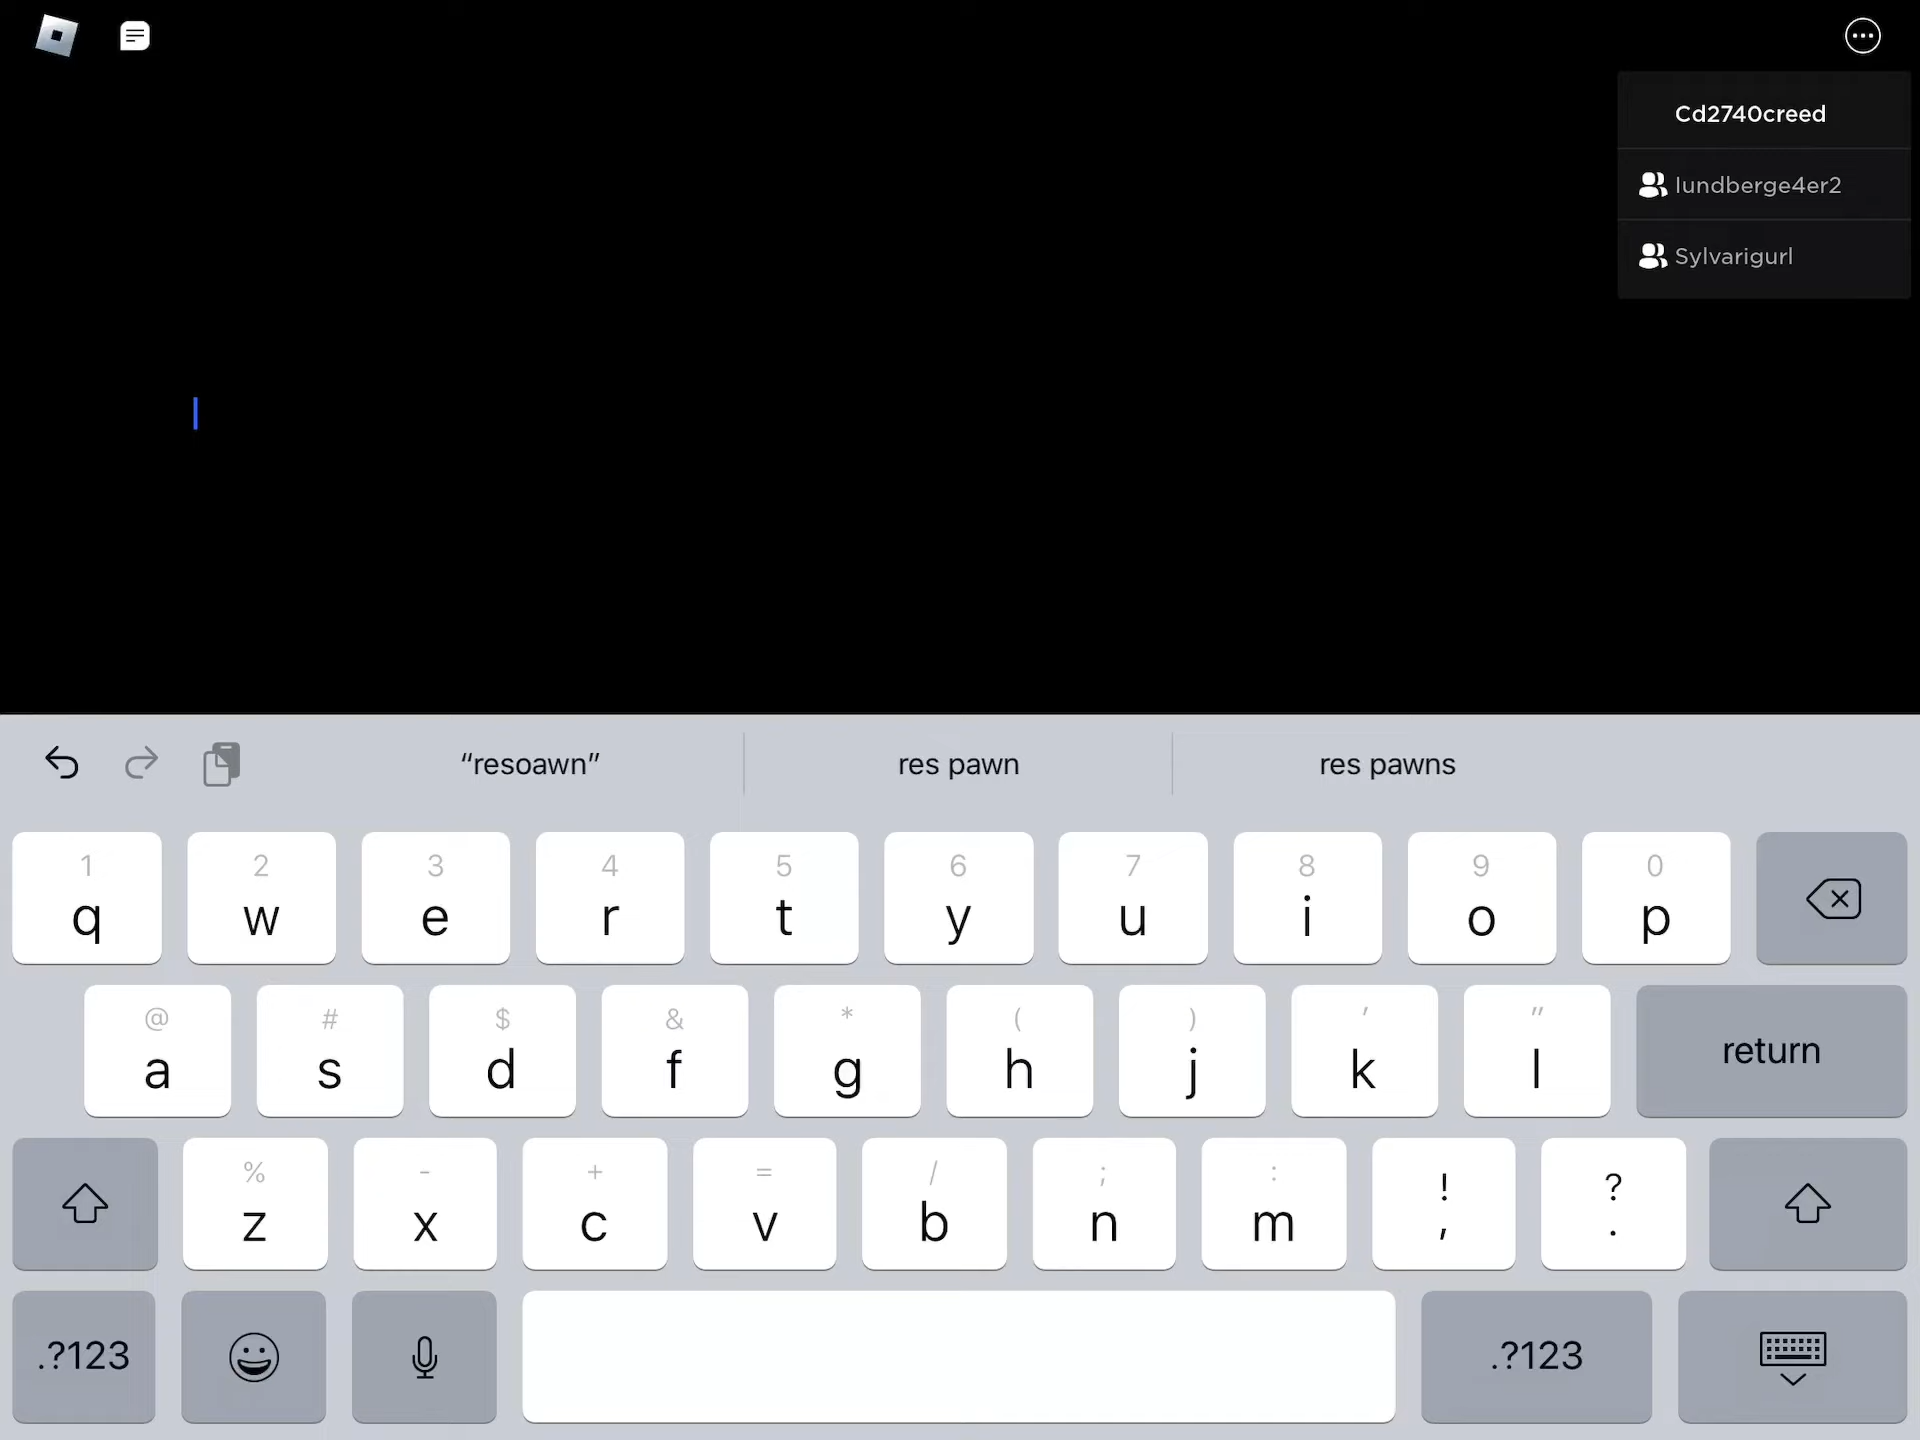 Cd2740creed
lundberge4er2
Sylvarigurl
“resoawn” res pawn res pawns
1 2 3 4 5 6 7 8 9 0
q w e r t y u i o p
@ # $ & * ( ) ' "
a s d f g h j k l return
% - + = / ; : ! ?
z x c v b n m , .
.?123 .?123